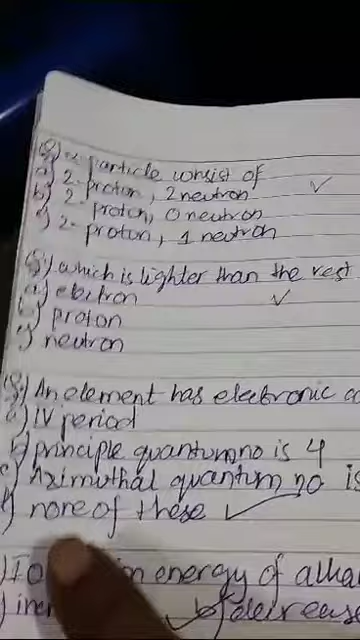 Q) α-particle consist of
a) 2-proton, 2 neutron ✓
b) 2-proton, 0 neutron
c) 2-proton, 1 neutron
Q) which is lighter than the rest
a) electron ✓
b) proton
c) neutron
Q) An element has electronic
a) IV period
b) principle quantum no is 4
c) Azimuthal quantum no is
d) none of these ✓
energy of
✓ b) decrease